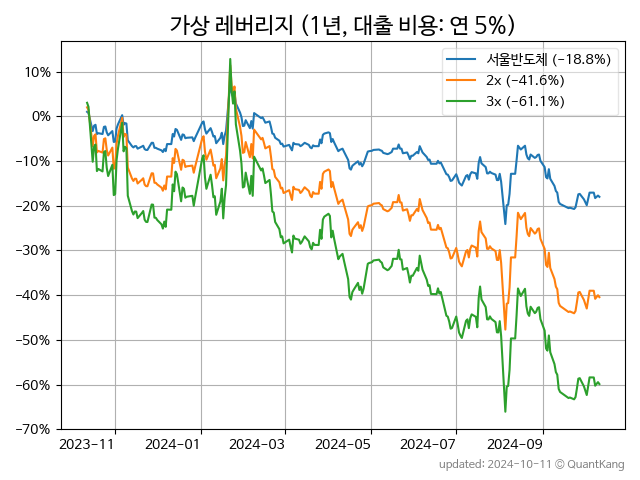 가상 레버리지 (1년, 대출 비용: 연 5%)
서울반도체 (−18.8%)
2x (−41.6%)
3x (−61.1%)
10%
0%
−10%
−20%
−30%
−40%
−50%
−60%
−70%
2023-11 2024-01 2024-03 2024-05 2024-07 2024-09
updated: 2024-10-11 © QuantKang